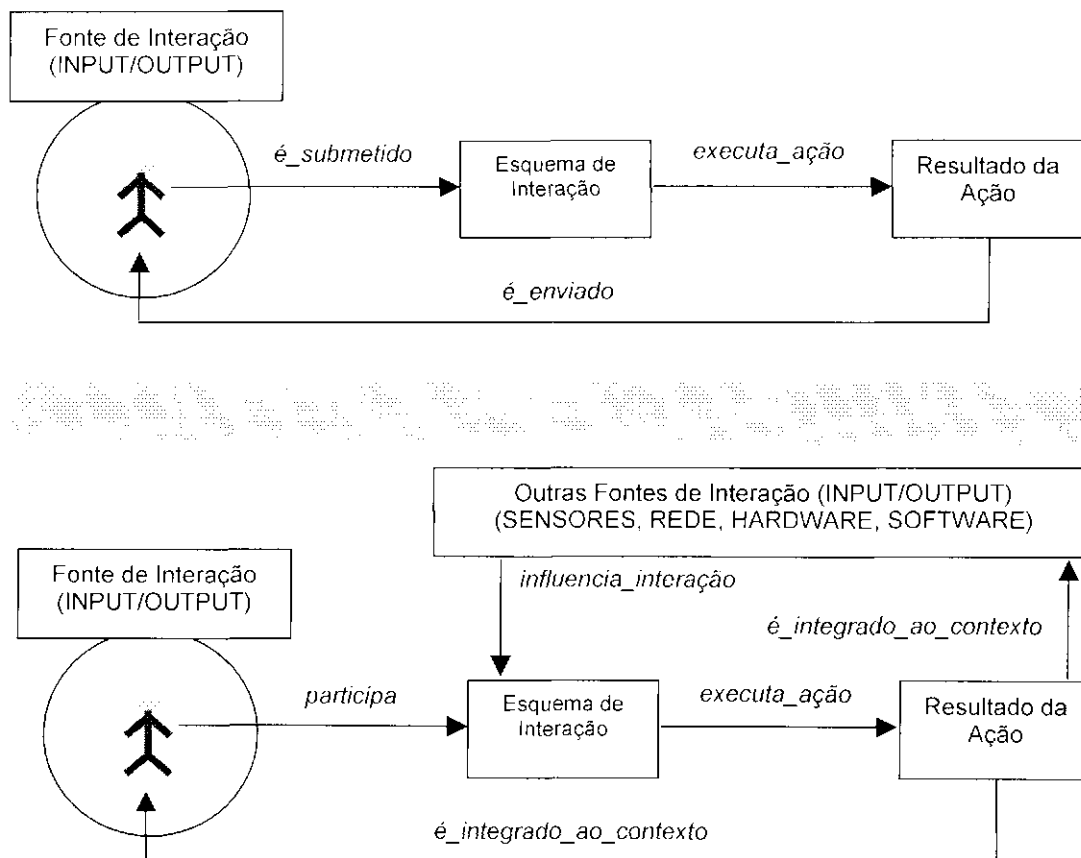 Fonte de Interação
(INPUT/OUTPUT)
é_submetido
Esquema de
Interação
executa_ação
Resultado da
Ação
é_enviado
Outras Fontes de Interação (INPUT/OUTPUT)
(SENSORES, REDE, HARDWARE, SOFTWARE)
Fonte de Interação
(INPUT/OUTPUT)
influencia_interação
é_integrado_ao_contexto
participa
Esquema de
Interação
executa_ação
Resultado da
Ação
é_integrado_ao_contexto